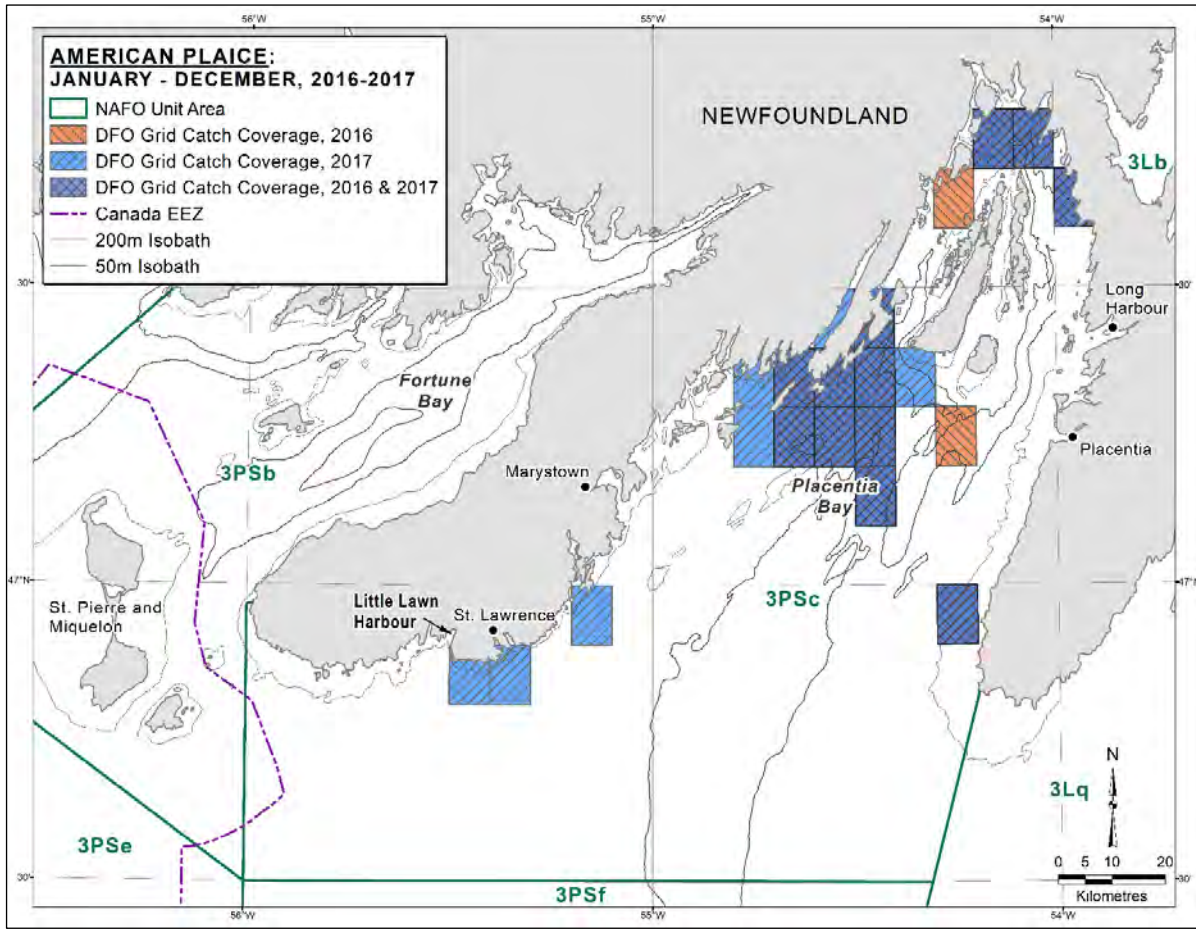 56°W
55°W
54°W
AMERICAN PLAICE:
JANUARY - DECEMBER, 2016-2017
NAFO Unit Area
DFO Grid Catch Coverage, 2016
DFO Grid Catch Coverage, 2017
DFO Grid Catch Coverage, 2016 & 2017
Canada EEZ
200m Isobath
50m Isobath
NEWFOUNDLAND
3Lb
30'
30'
Long
Harbour
Fortune
Bay
Placentia
3PSb
Marystown
Placentia
Bay
47°N
47°N
St. Pierre and
Miquelon
Little Lawn
Harbour
St. Lawrence
3PSc
N
3Lq
3PSe
0 5 10 20
Kilometres
30'
30'
3PSf
56°W
55°W
54°W